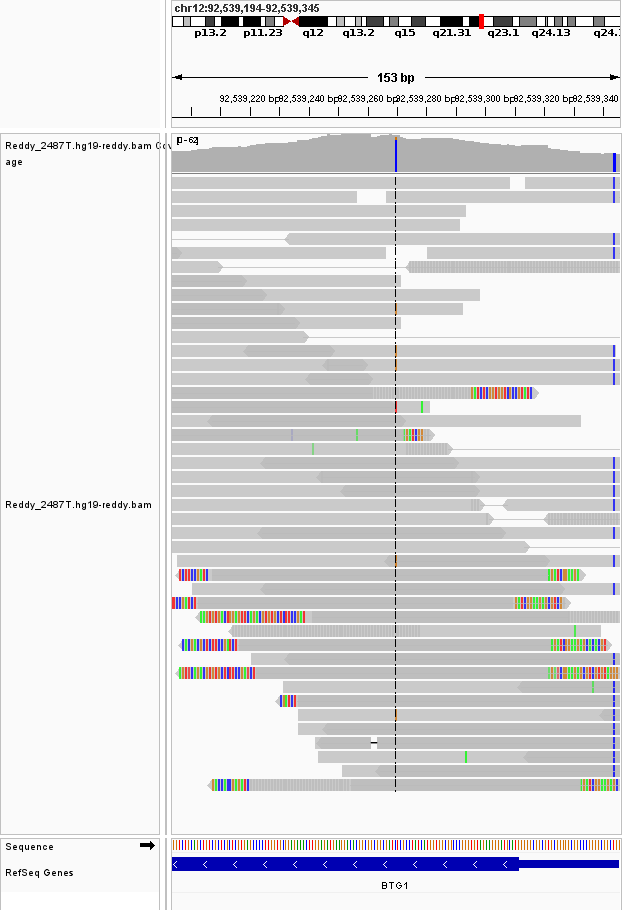 chr12:92,539,194-92,539,345
p13.2 p11.23 q12 q13.2 q15 q21.31 q23.1 q24.13 q24.
153 bp
92,539,220 bp 92,539,240 bp 92,539,260 bp 92,539,280 bp 92,539,300 bp 92,539,320 bp 92,539,340
[0-62]
Reddy_2487T.hg19-reddy.bam Cov
age
Reddy_2487T.hg19-reddy.bam
Sequence
RefSeq Genes
BTG1